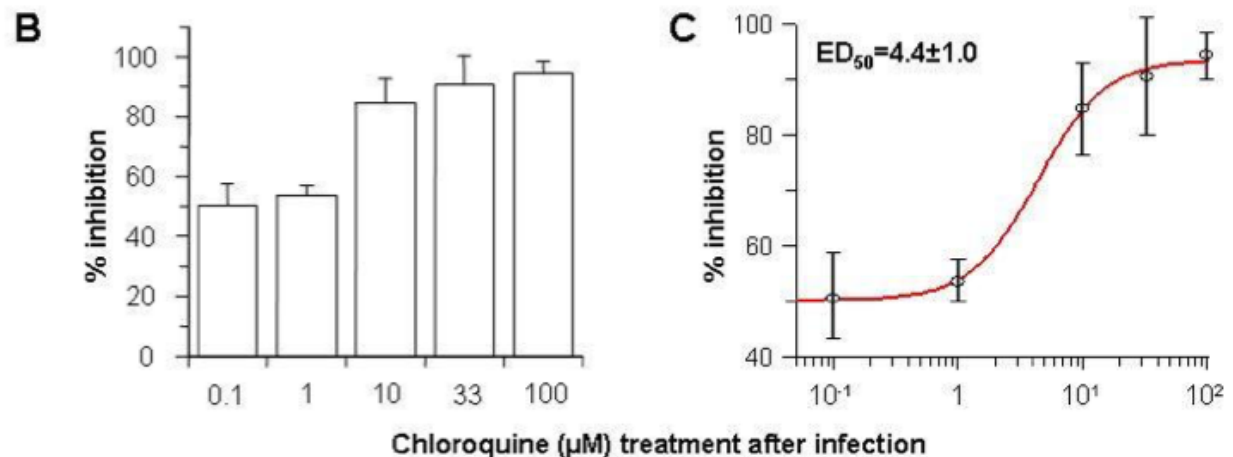 B
% inhibition
100
80
60
40
20
0
0.1 1 10 33 100
C
ED₅₀=4.4±1.0
% inhibition
100
80
60
40
10⁻¹ 1 10¹ 10²
Chloroquine (µM) treatment after infection